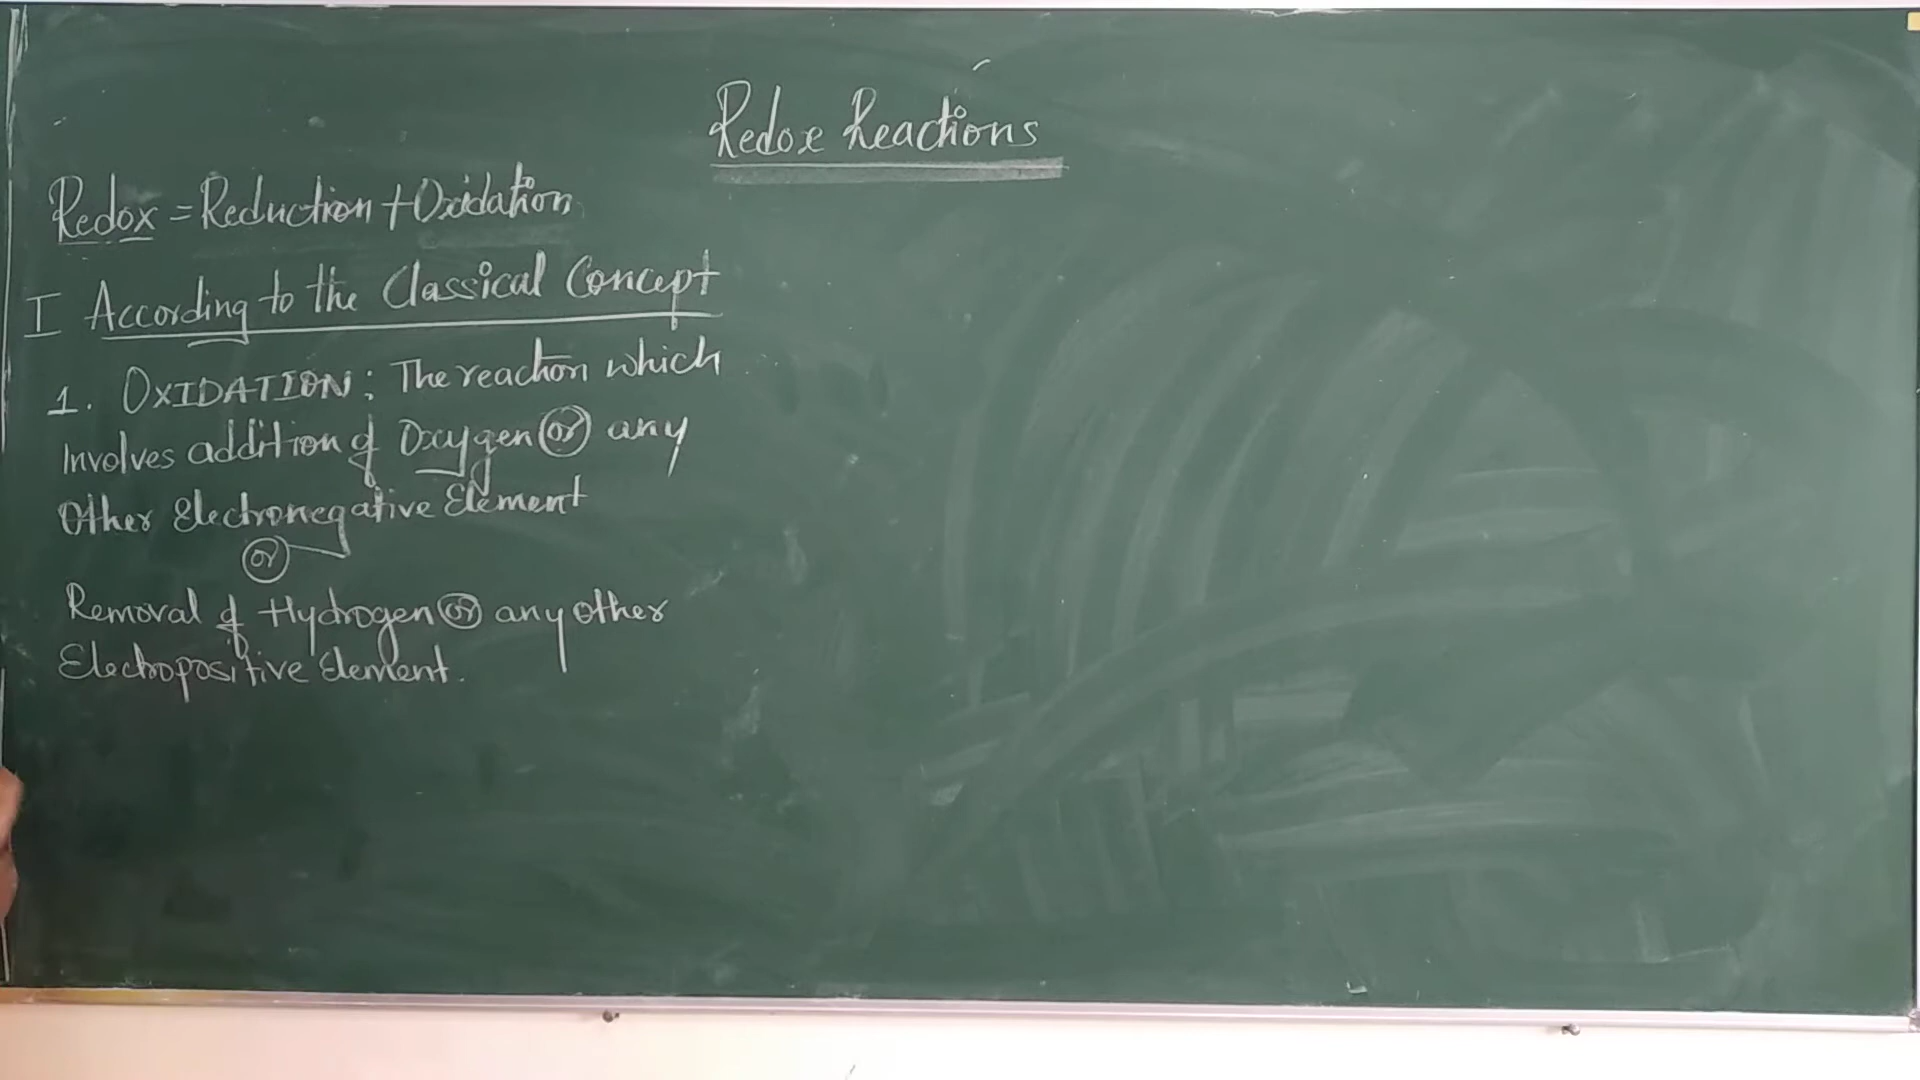 Redox Reactions
Redox = Reduction + Oxidation
I According to the Classical Concept
1. OXIDATION : The reaction which
Involves addition of Oxygen (or) any
Other Electronegative Element
(or)
Removal of Hydrogen (or) any other
Electropositive Element.